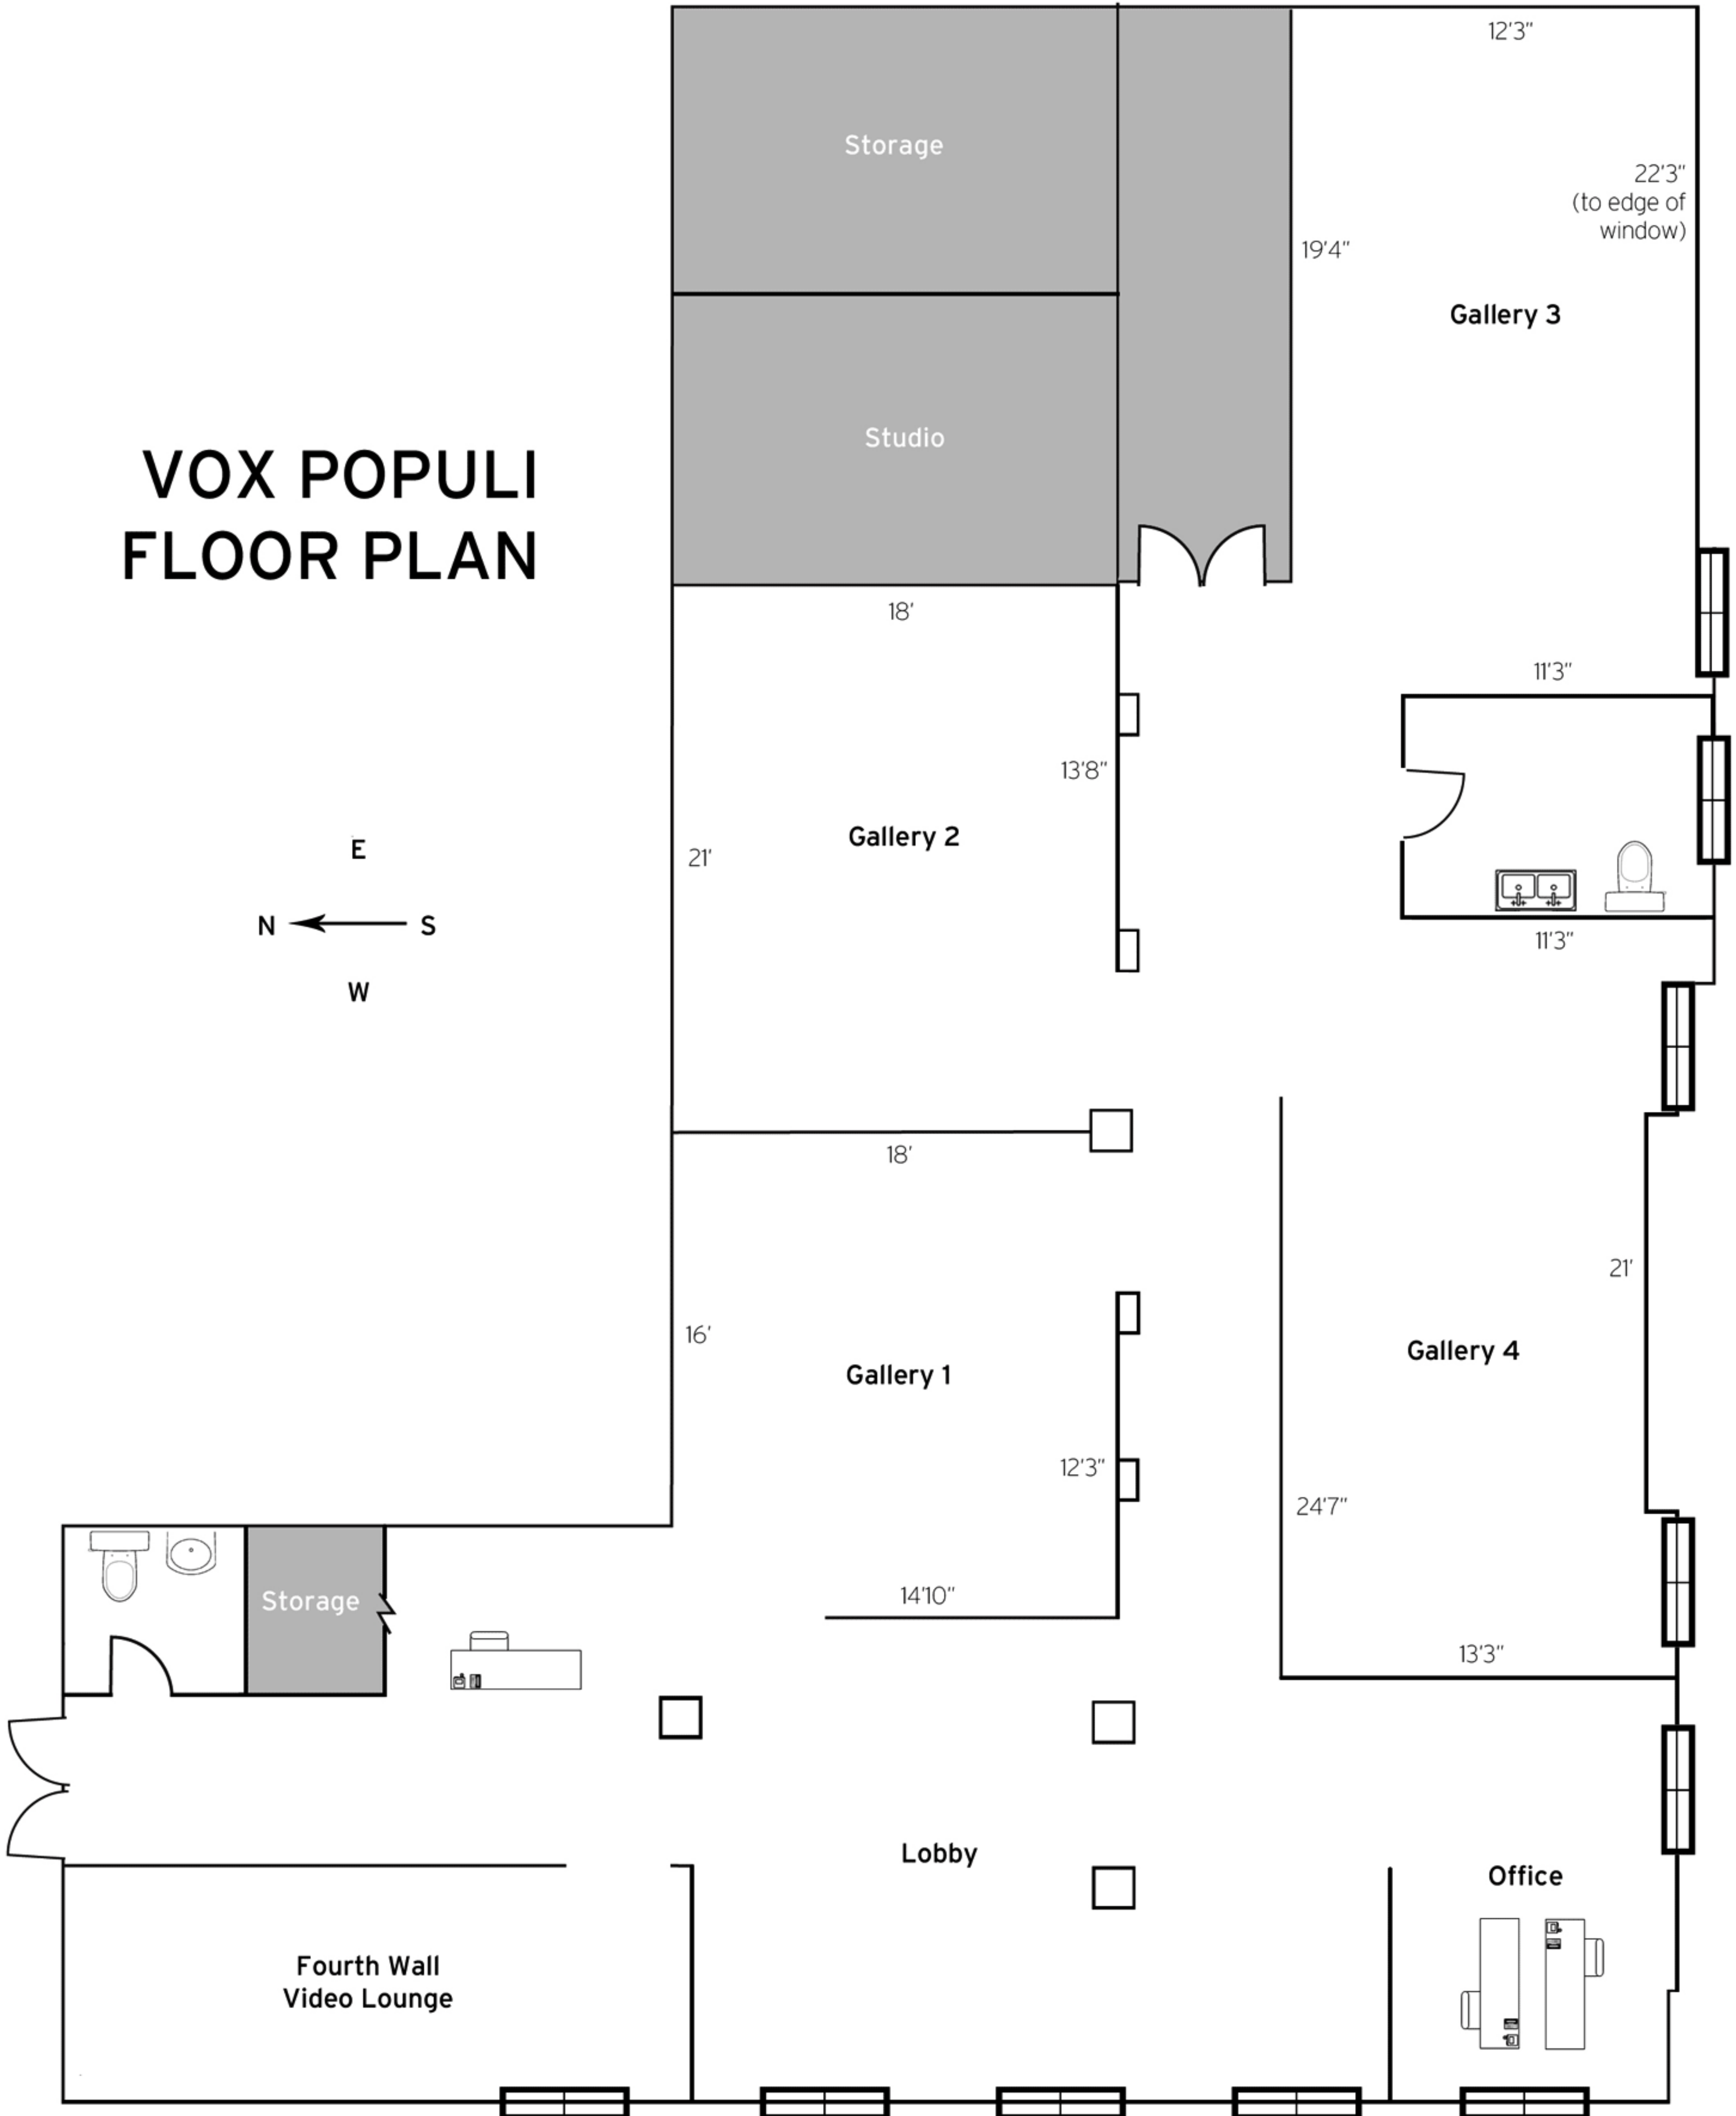 12'3"
Storage
22'3"
(to edge of
window)
19'4"
Gallery 3
Studio
VOX POPULI
FLOOR PLAN
18'
11'3"
13'8"
Gallery 2
E
21'
N
S
11'3"
W
18'
21'
16'
Gallery 4
Gallery 1
12'3"
24'7"
14'10"
Storage
13'3"
Lobby
Office
Fourth Wall
Video Lounge